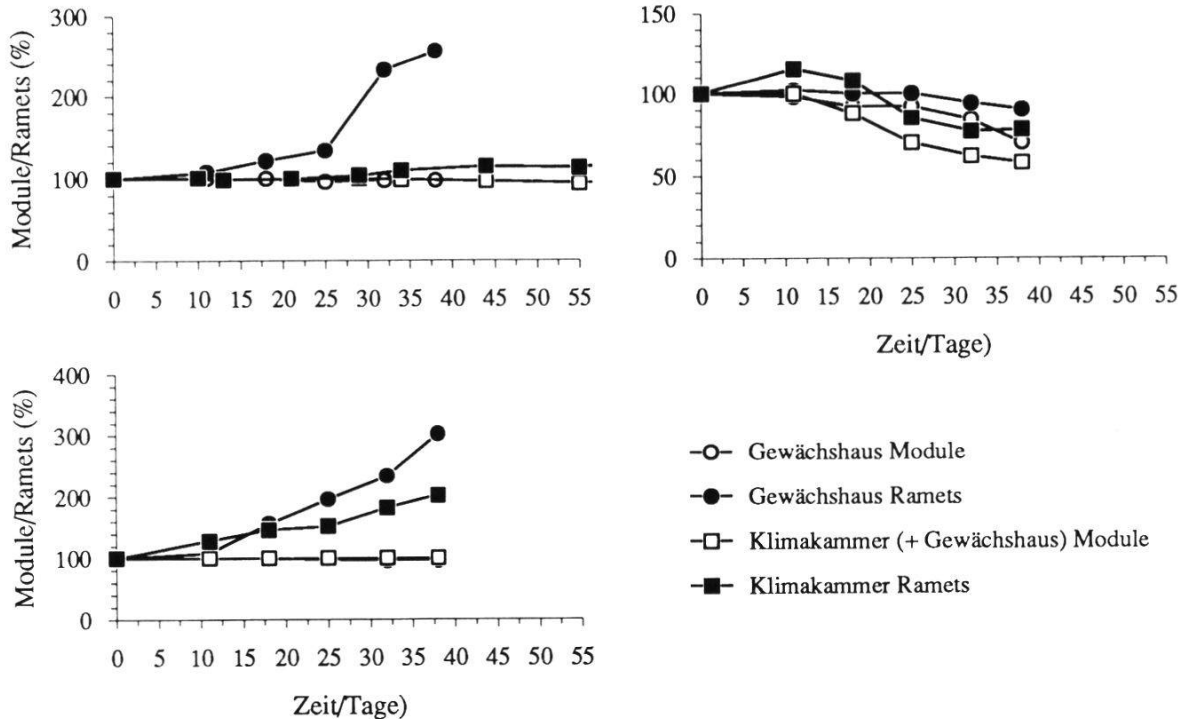 Module/Ramets (%)
300
200
100
0
0 5 10 15 20 25 30 35 40 45 50 55
150
100
50
0
0 5 10 15 20 25 30 35 40 45 50 55
Zeit/Tage)
Module/Ramets (%)
400
300
200
100
0
0 5 10 15 20 25 30 35 40 45 50 55
Zeit/Tage)
Gewächshaus Module
Gewächshaus Ramets
Klimakammer (+ Gewächshaus) Module
Klimakammer Ramets